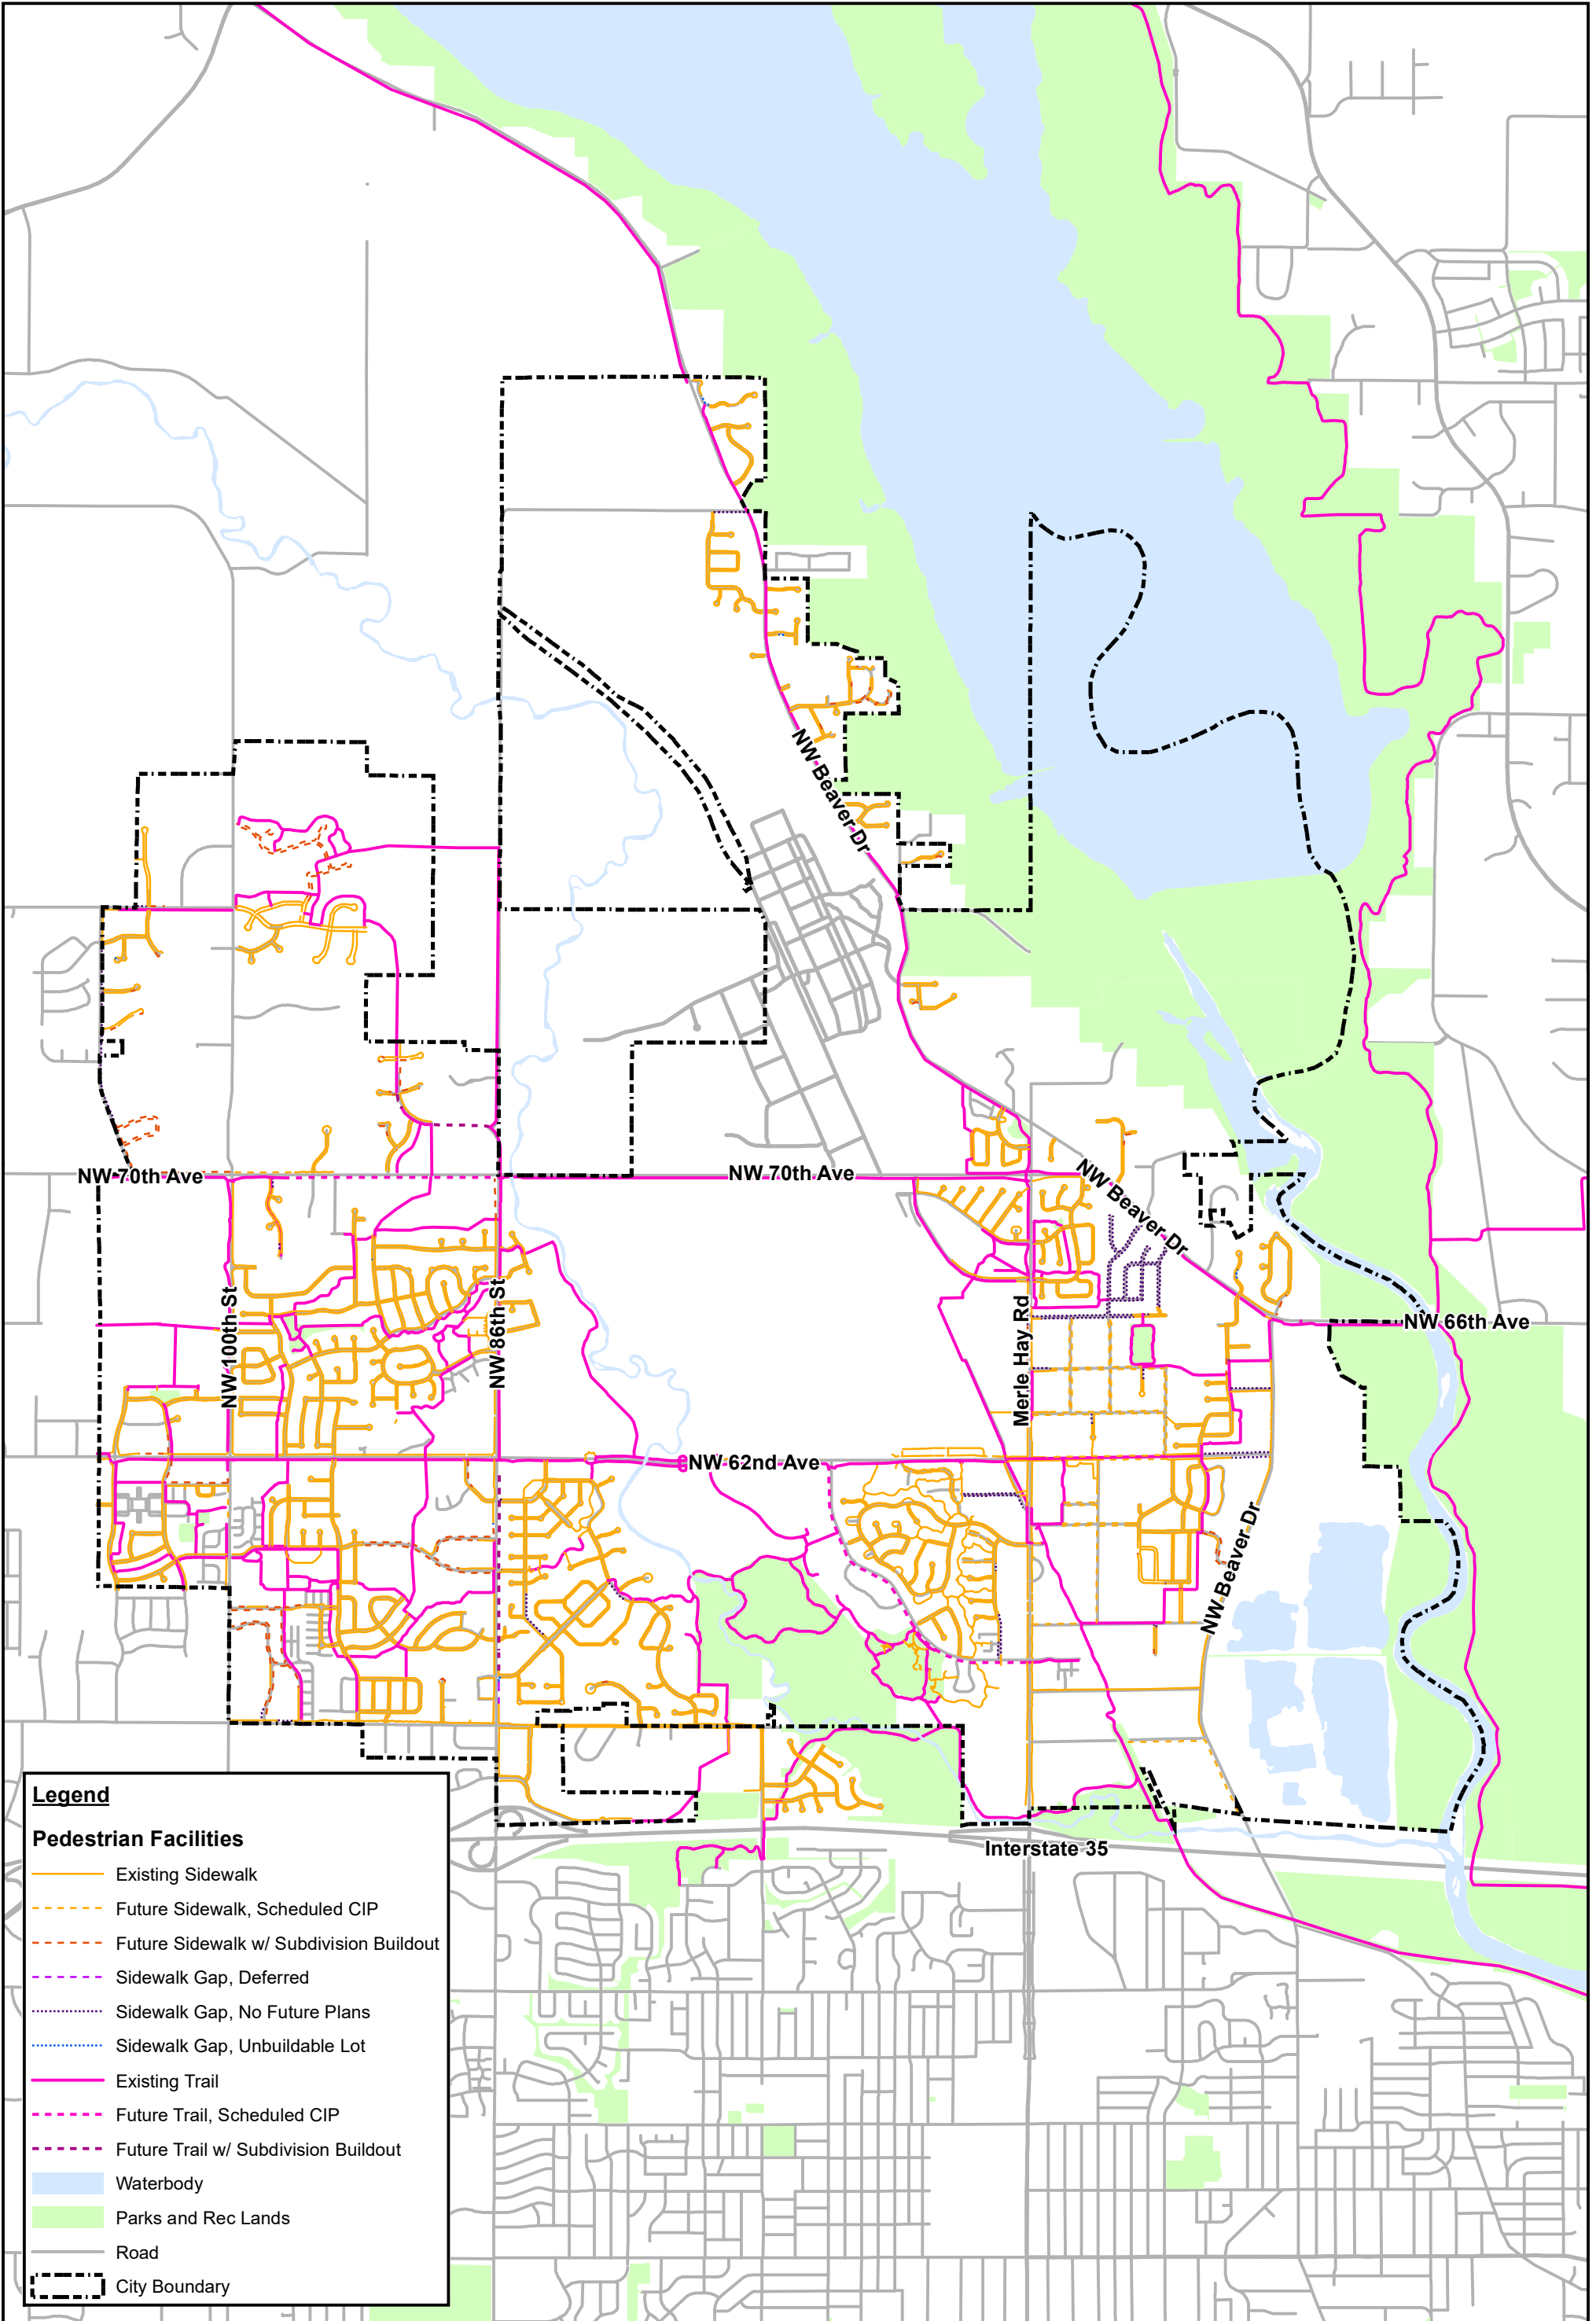 NW Beaver Dr
NW 70th Ave
NW 70th Ave
NW Beaver Dr
NW 100th St
NW 86th St
Merle Hay Rd
NW 66th Ave
NW 62nd Ave
NW Beaver Dr
Interstate 35
Legend
Pedestrian Facilities
Existing Sidewalk
Future Sidewalk, Scheduled CIP
Future Sidewalk w/ Subdivision Buildout
Sidewalk Gap, Deferred
Sidewalk Gap, No Future Plans
Sidewalk Gap, Unbuildable Lot
Existing Trail
Future Trail, Scheduled CIP
Future Trail w/ Subdivision Buildout
Waterbody
Parks and Rec Lands
Road
City Boundary